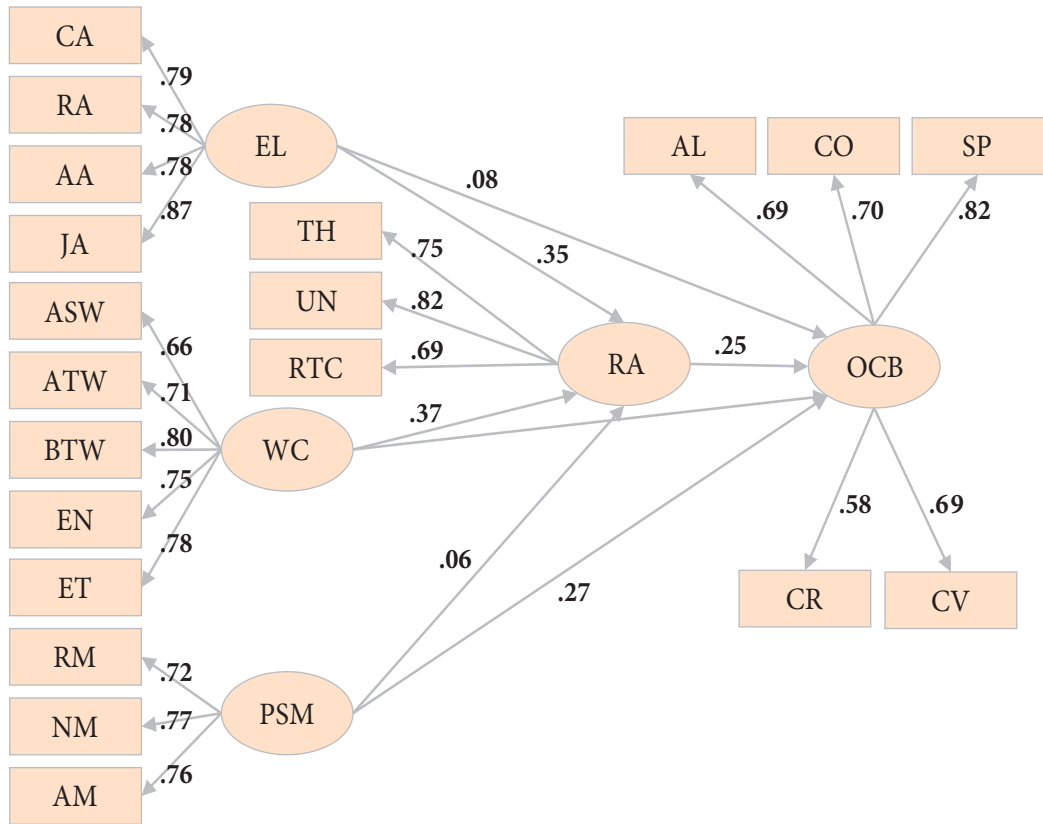 CA
RA
AA
JA
ASW
ATW
BTW
EN
ET
RM
NM
AM
.79
.78
.78
.87
.66
.71
.80
.75
.78
.72
.77
.76
EL
WC
PSM
TH
UN
RTC
.75
.82
.69
.08
.35
.37
.06
.27
RA
.25
OCB
AL
CO
SP
.69
.70
.82
.58
.69
CR
CV